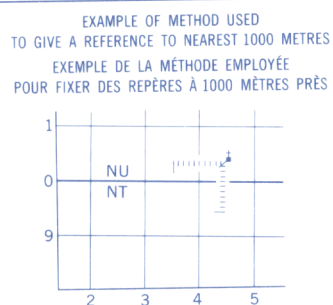 EXAMPLE OF METHOD USED
TO GIVE A REFERENCE TO NEAREST 1000 METRES
EXEMPLE DE LA MÉTHODE EMPLOYÉE
POUR FIXER DES REPÈRES À 1000 MÈTRES PRÈS
1
NU
0
NT
9
2 3 4 5